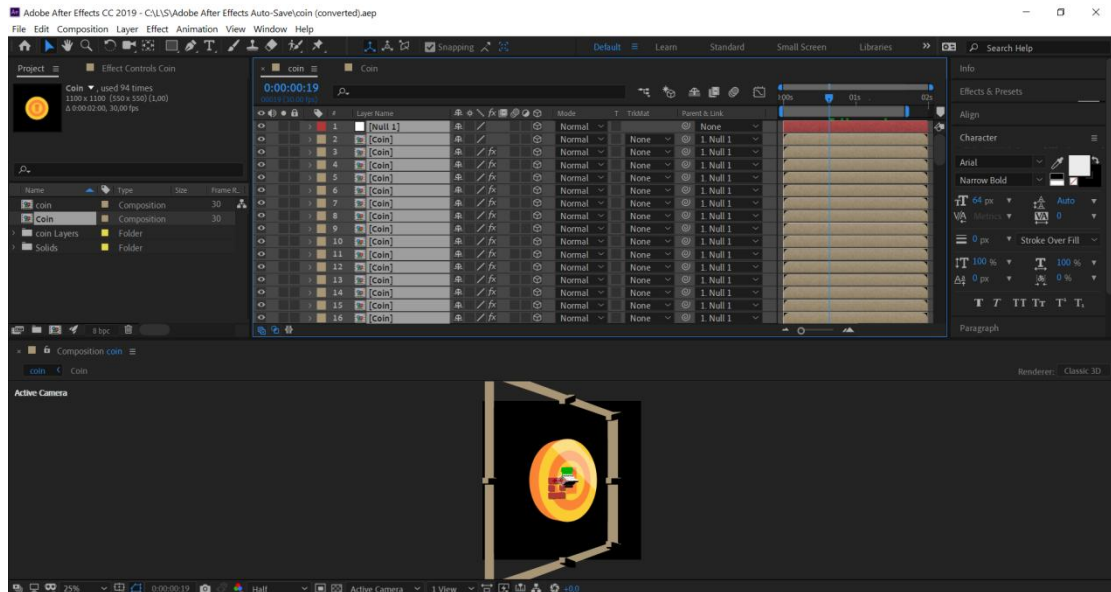 Adobe After Effects CC 2019 - C:\L\S\Adobe After Effects Auto-Save\coin (converted).aep
File Edit Composition Layer Effect Animation View Window Help
Snapping Default Learn Standard Small Screen Libraries Search Help
Project Effect Controls Coin
Coin, used 94 times
1100 x 1100 (550 x 550) (1,00)
Δ 0:00:02:00, 30,00 fps
Name Type Size Frame R...
coin Composition 30
Coin Composition 30
coin Layers Folder
Solids Folder
8 bpc
coin Coin
0:00:00:19
00019 (30.00 fps)
# Layer Name Mode T TrkMat Parent & Link
1 [Null 1] Normal None
2 [Coin] Normal None 1. Null 1
3 [Coin] Normal None 1. Null 1
4 [Coin] Normal None 1. Null 1
5 [Coin] Normal None 1. Null 1
6 [Coin] Normal None 1. Null 1
7 [Coin] Normal None 1. Null 1
8 [Coin] Normal None 1. Null 1
9 [Coin] Normal None 1. Null 1
10 [Coin] Normal None 1. Null 1
11 [Coin] Normal None 1. Null 1
12 [Coin] Normal None 1. Null 1
13 [Coin] Normal None 1. Null 1
14 [Coin] Normal None 1. Null 1
15 [Coin] Normal None 1. Null 1
16 [Coin] Normal None 1. Null 1
01s 02s
Info
Effects & Presets
Align
Character
Arial
Narrow Bold
64 px Auto
Metrics 0
0 px Stroke Over Fill
100 % 100 %
0 px 0 %
T T TT Tт T' T,
Paragraph
Composition coin
coin Coin
Renderer: Classic 3D
Active Camera
25% 0:00:00:19 Half Active Camera 1 View +0,0